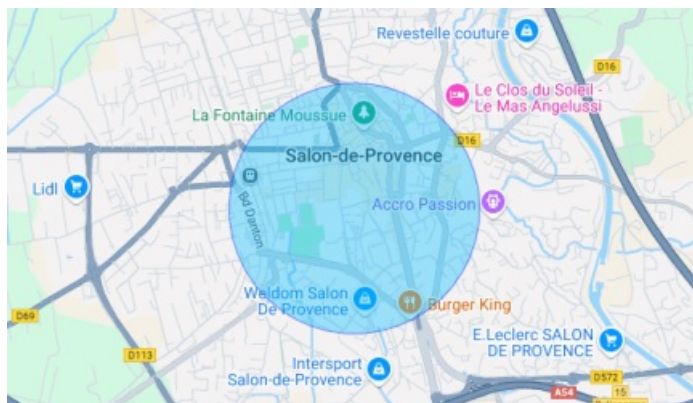 Revestelle couture
D16
Le Clos du Soleil -
Le Mas Angelussi
La Fontaine Moussue
D16
Salon-de-Provence
Lidl
Bd Danton
Accro Passion
Weldom Salon
De Provence
Burger King
D69
E.Leclerc SALON
DE PROVENCE
D113
Intersport
Salon-de-Provence
D572
A54
15